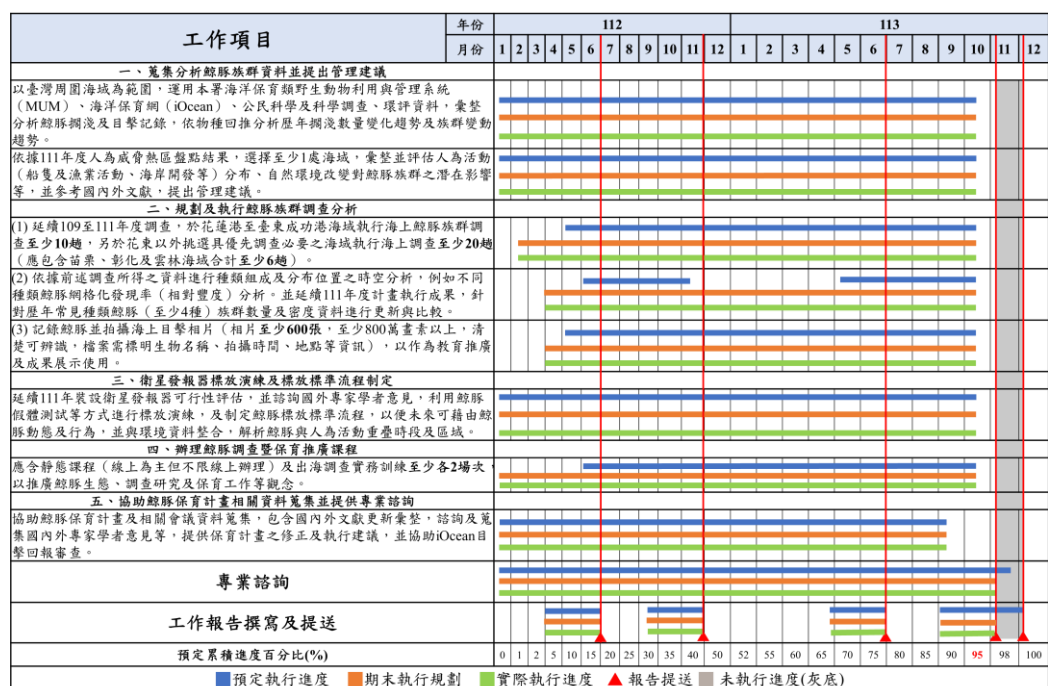 工作項目
年份 112 113
月份 1 2 3 4 5 6 7 8 9 10 11 12 1 2 3 4 5 6 7 8 9 10 11 12
一、蒐集分析鯨豚族群資料並提出管理建議
以臺灣周圍海域為範圍，運用本署海洋保育類野生動物利用與管理系統
（MUM）、海洋保育網（iOcean）、公民科學及科學調查、環評資料，彙整
分析鯨豚擱淺及目擊記錄，依物種回推分析歷年擱淺數量變化趨勢及族群變動
趨勢。
依據111年度人為威脅熱區盤點結果，選擇至少1處海域，彙整並評估人為活動
（船隻及漁業活動、海岸開發等）分布、自然環境改變對鯨豚族群之潛在影響
等，並參考國內外文獻，提出管理建議。
二、規劃及執行鯨豚族群調查分析
(1) 延續109至111年度調查，於花蓮港至臺東成功港海域執行海上鯨豚族群調
查至少10趟，另於花東以外挑選具優先調查必要之海域執行海上調查至少20趟
（應包含苗栗、彰化及雲林海域合計至少6趟）。
(2) 依據前述調查所得之資料進行種類組成及分布位置之時空分析，例如不同
種類鯨豚網格化發現率（相對豐度）分析。並延續111年度計畫執行成果，針
對歷年常見種類鯨豚（至少4種）族群數量及密度資料進行更新與比較。
(3) 記錄鯨豚並拍攝海上目擊相片（相片至少600張，至少800萬畫素以上，清
楚可辨識，檔案需標明生物名稱、拍攝時間、地點等資訊），以作為教育推廣
及成果展示使用。
三、衛星發報器標放演練及標放標準流程制定
延續111年裝設衛星發報器可行性評估，並諮詢國外專家學者意見，利用鯨豚
假體測試等方式進行標放演練，及制定鯨豚標放標準流程，以便未來可藉由鯨
豚動態及行為，並與環境資料整合，解析鯨豚與人為活動重疊時段及區域。
四、辦理鯨豚調查暨保育推廣課程
應含靜態課程（線上為主但不限線上辦理）及出海調查實務訓練至少各2場次，
以推廣鯨豚生態、調查研究及保育工作等觀念。
五、協助鯨豚保育計畫相關資料蒐集並提供專業諮詢
協助鯨豚保育計畫及相關會議資料蒐集，包含國內外文獻更新彙整，諮詢及蒐
集國內外專家學者意見等，提供保育計畫之修正及執行建議，並協助iOcean目
擊回報審查。
專業諮詢
工作報告撰寫及提送
預定累積進度百分比(%) 0 1 2 5 10 15 20 25 30 35 40 50 52 55 60 65 70 75 80 85 90 95 98 100
預定執行進度 期末執行規劃 實際執行進度 報告提送 未執行進度(灰底)